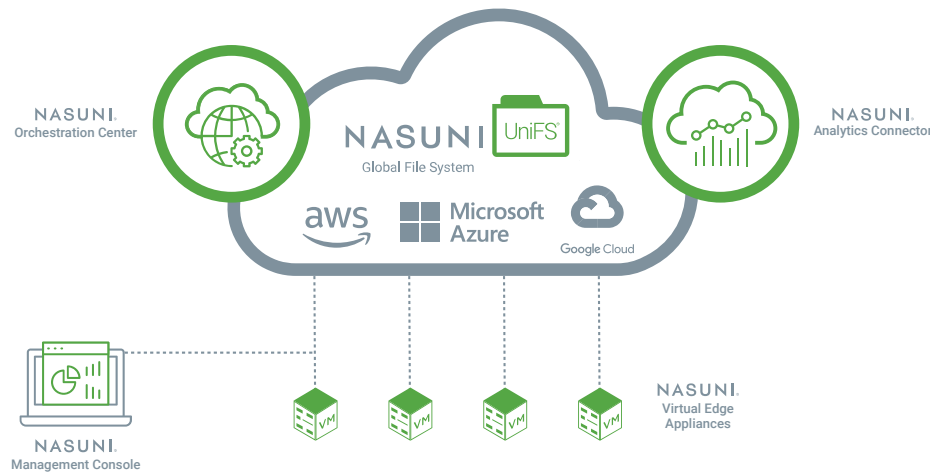 NASUNI.
Orchestration Center
NASUNI
UniFS®
Global File System
NASUNI.
Analytics Connector
aws
Microsoft
Azure
Google Cloud
NASUNI.
Management Console
VM
VM
VM
VM
NASUNI.
Virtual Edge
Appliances